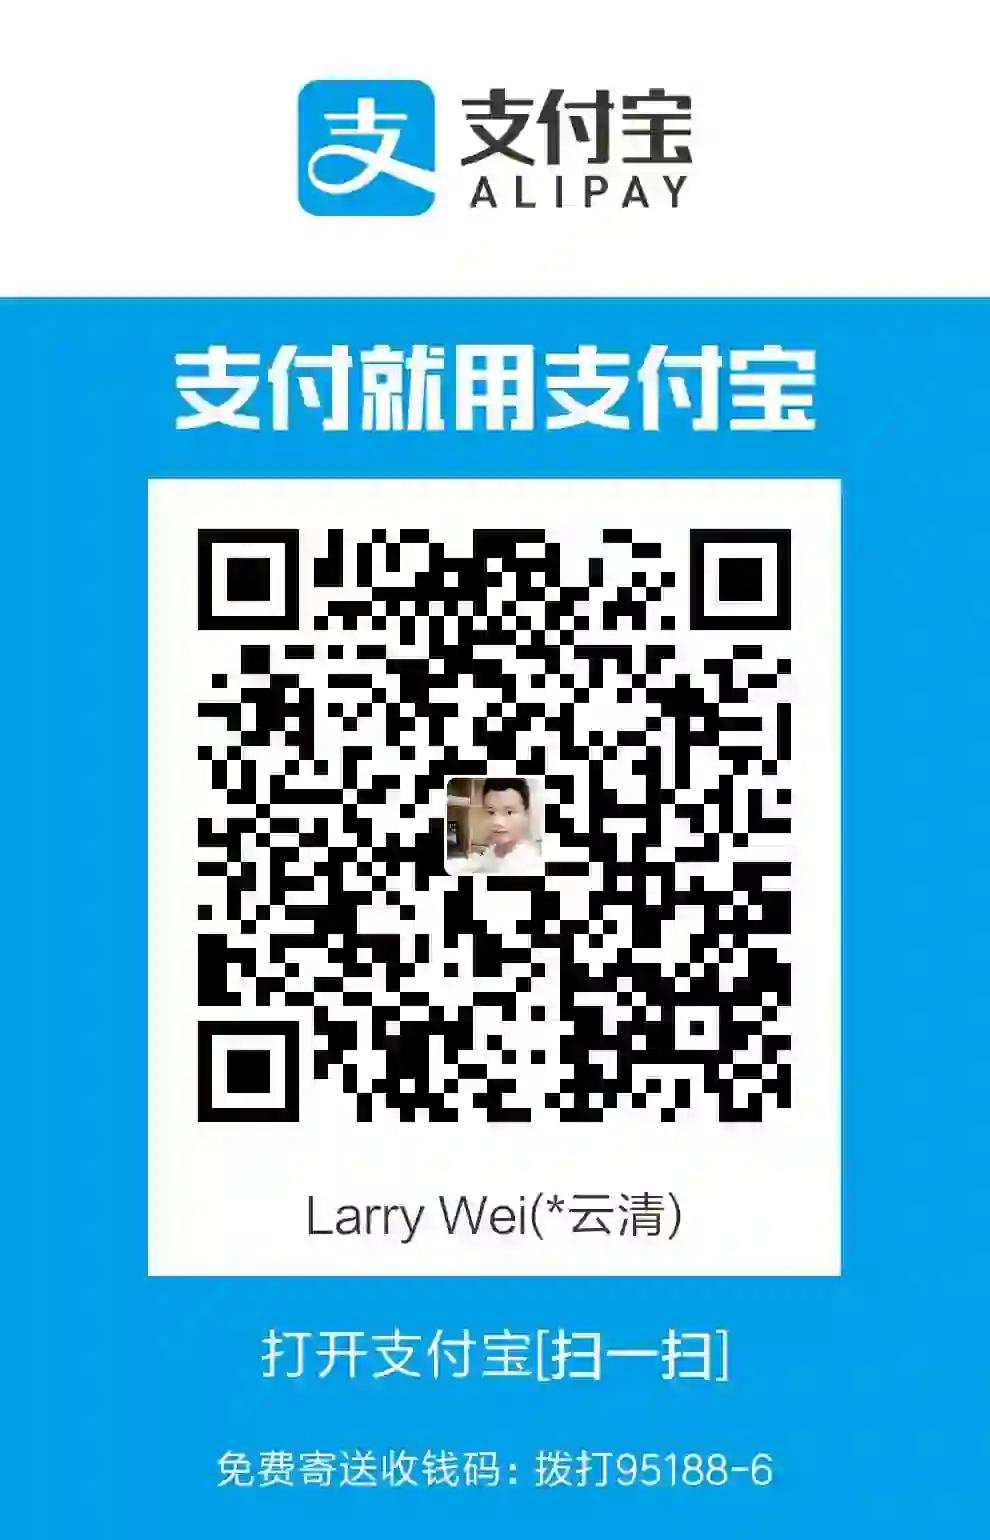 支付宝
ALIPAY
支付就用支付宝
Larry Wei(*云清)
打开支付宝[扫一扫]
免费寄送收钱码：拨打95188-6